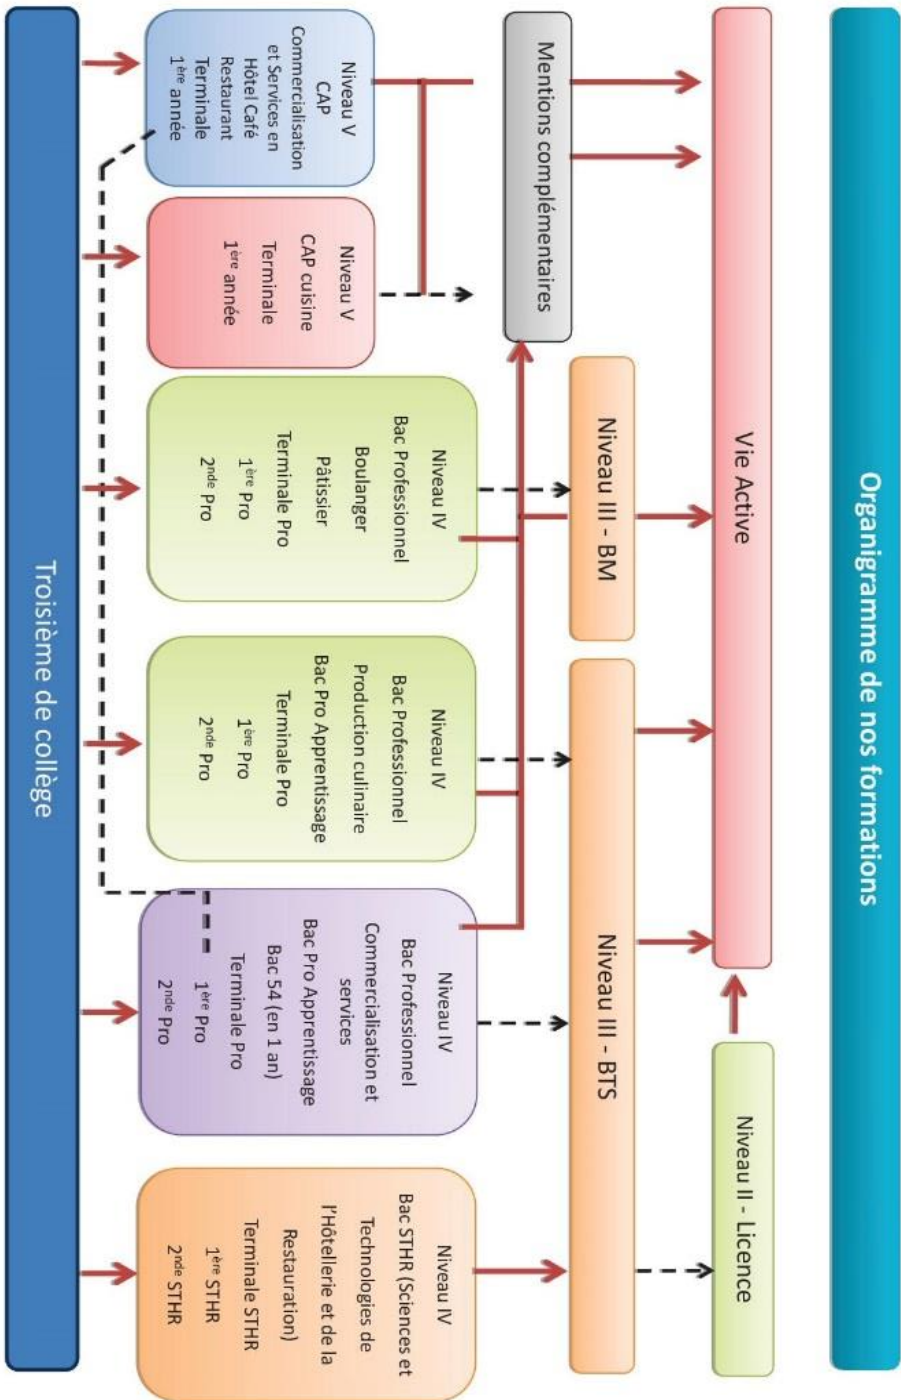 Organigramme de nos formations
Vie Active
Niveau II - Licence
Mentions complémentaires
Niveau III - BM
Niveau III - BTS
Niveau V
CAP
Commercialisation
et Services en
Hôtel Café
Restaurant
Terminale
1ère année
Niveau V
CAP cuisine
Terminale
1ère année
Niveau IV
Bac Professionnel
Boulanger
Pâtissier
Terminale Pro
1ère Pro
2nde Pro
Niveau IV
Bac Professionnel
Production culinaire
Bac Pro Apprentissage
Terminale Pro
1ère Pro
2nde Pro
Niveau IV
Bac Professionnel
Commercialisation et
services
Bac Pro Apprentissage
Bac 54 (en 1 an)
Terminale Pro
1ère Pro
2nde Pro
Niveau IV
Bac STHR (Sciences et
Technologies de
l'Hôtellerie et de la
Restauration)
Terminale STHR
1ère STHR
2nde STHR
Troisième de collège